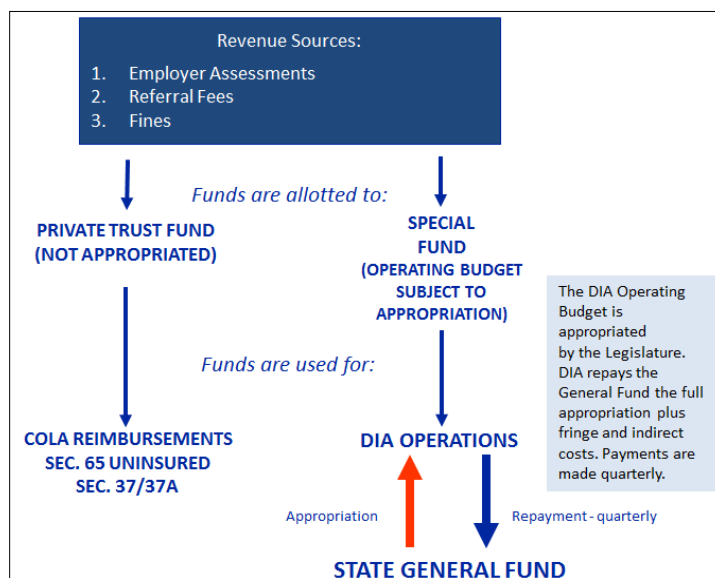 Revenue Sources:
1. Employer Assessments
2. Referral Fees
3. Fines
Funds are allotted to:
PRIVATE TRUST FUND
(NOT APPROPRIATED)
SPECIAL
FUND
(OPERATING BUDGET
SUBJECT TO
APPROPRIATION)
The DIA Operating
Budget is
appropriated
by the Legislature.
DIA repays the
General Fund the full
appropriation plus
fringe and indirect
costs. Payments are
made quarterly.
Funds are used for:
COLA REIMBURSEMENTS
SEC. 65 UNINSURED
SEC. 37/37A
DIA OPERATIONS
Appropriation
Repayment - quarterly
STATE GENERAL FUND